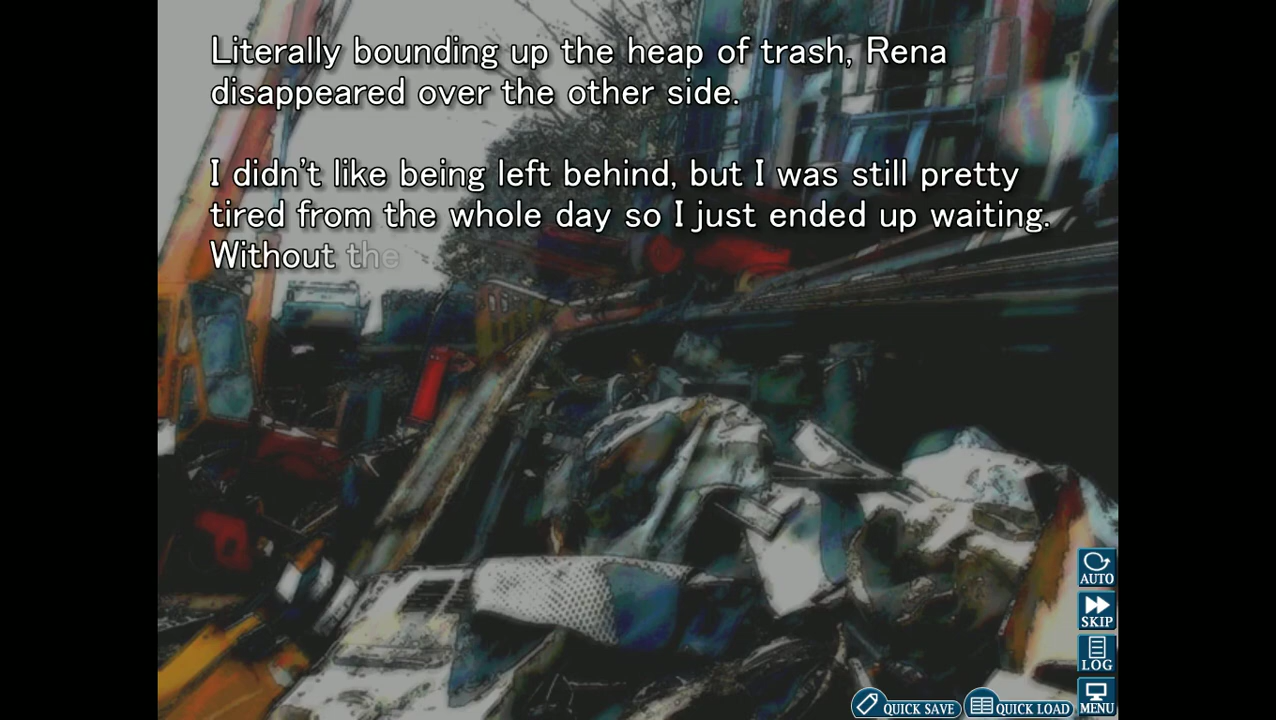 Literally bounding up the heap of trash, Rena
disappeared over the other side.
I didn't like being left behind, but I was still pretty
tired from the whole day so I just ended up waiting.
Without the
AUTO
SKIP
LOG
MENU
QUICK SAVE
QUICK LOAD